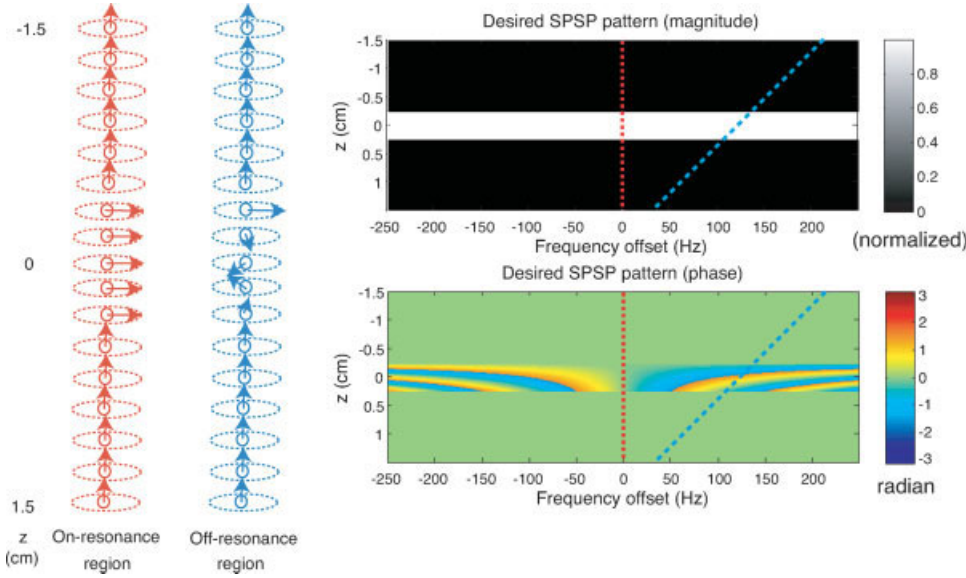 -1.5
0
1.5
z
(cm)
On-resonance
region
Off-resonance
region
Desired SPSP pattern (magnitude)
-1.5
-0.5
0
0.5
1
z (cm)
-250 -200 -150 -100 -50 0 50 100 150 200
Frequency offset (Hz)
0.8
0.6
0.4
0.2
0
(normalized)
Desired SPSP pattern (phase)
-1.5
-0.5
0
0.5
1
z (cm)
-250 -200 -150 -100 -50 0 50 100 150 200
Frequency offset (Hz)
3
2
1
0
-1
-2
-3
radian